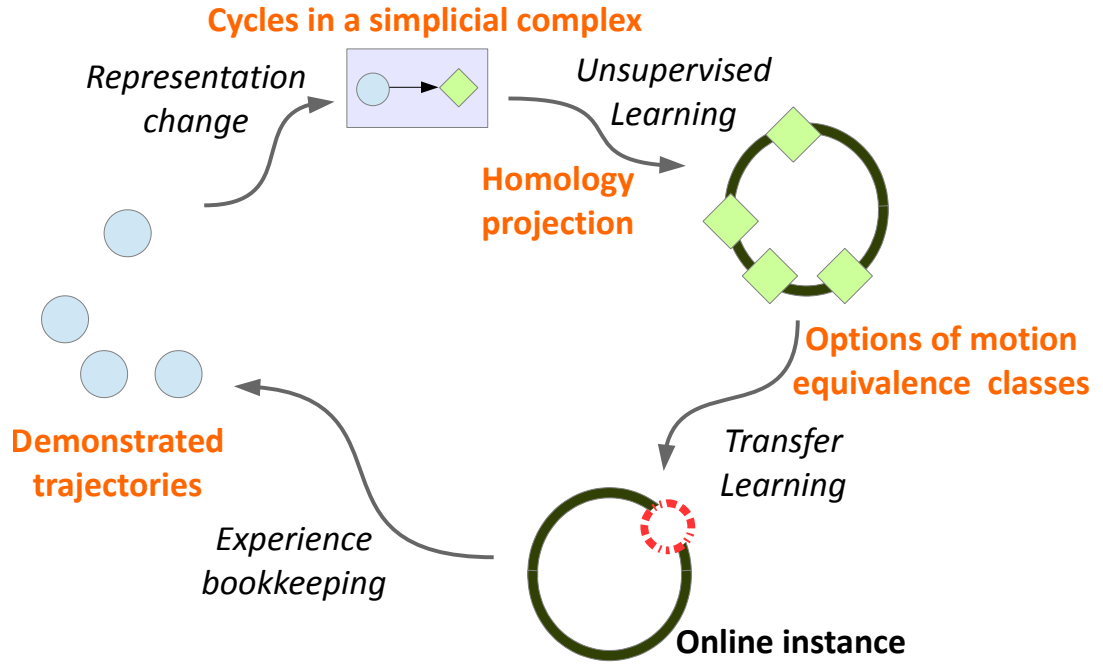 Cycles in a simplicial complex
Representation
change
Unsupervised
Learning
Homology
projection
Options of motion
equivalence  classes
Transfer
Learning
Demonstrated
trajectories
Experience
bookkeeping
Online instance